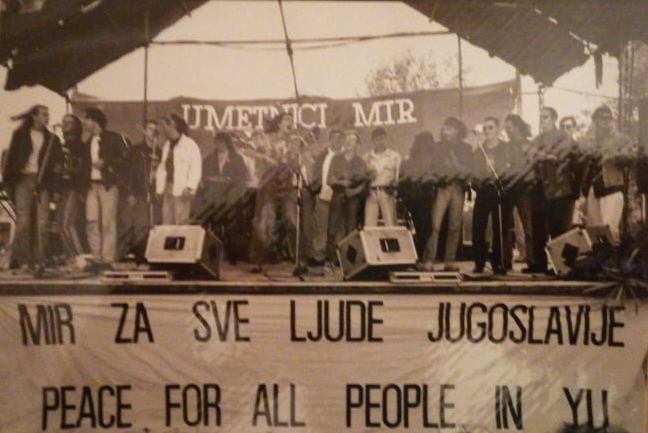 UMETNICI MIR
MIR ZA SVE LJUDE JUGOSLAVIJE
PEACE FOR ALL PEOPLE IN YU